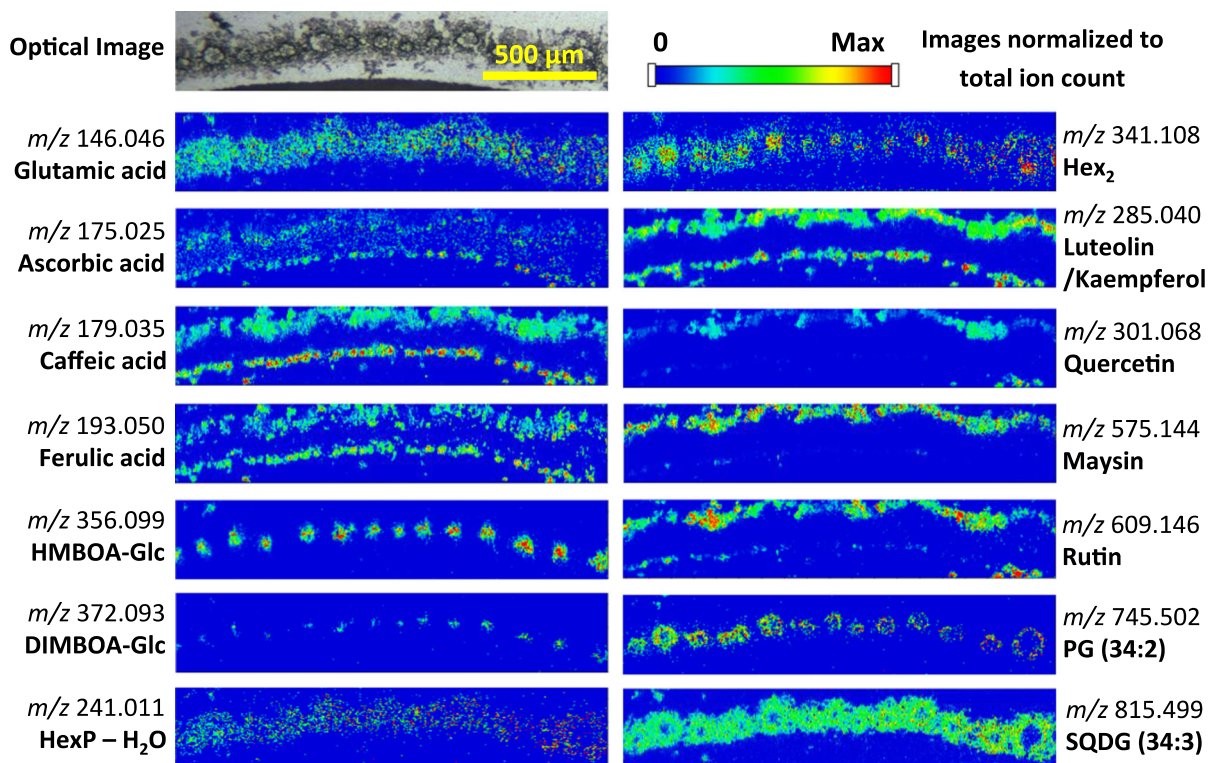 Optical Image
500 µm
0 Max
Images normalized to
total ion count
m/z 146.046
Glutamic acid
m/z 175.025
Ascorbic acid
m/z 179.035
Caffeic acid
m/z 193.050
Ferulic acid
m/z 356.099
HMBOA-Glc
m/z 372.093
DIMBOA-Glc
m/z 241.011
HexP – H₂O
m/z 341.108
Hex₂
m/z 285.040
Luteolin
/Kaempferol
m/z 301.068
Quercetin
m/z 575.144
Maysin
m/z 609.146
Rutin
m/z 745.502
PG (34:2)
m/z 815.499
SQDG (34:3)